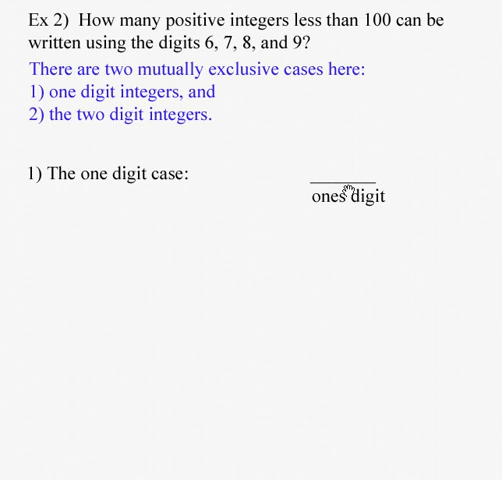 Ex 2)  How many positive integers less than 100 can be
written using the digits 6, 7, 8, and 9?
There are two mutually exclusive cases here:
1) one digit integers, and
2) the two digit integers.
1) The one digit case:
ones digit